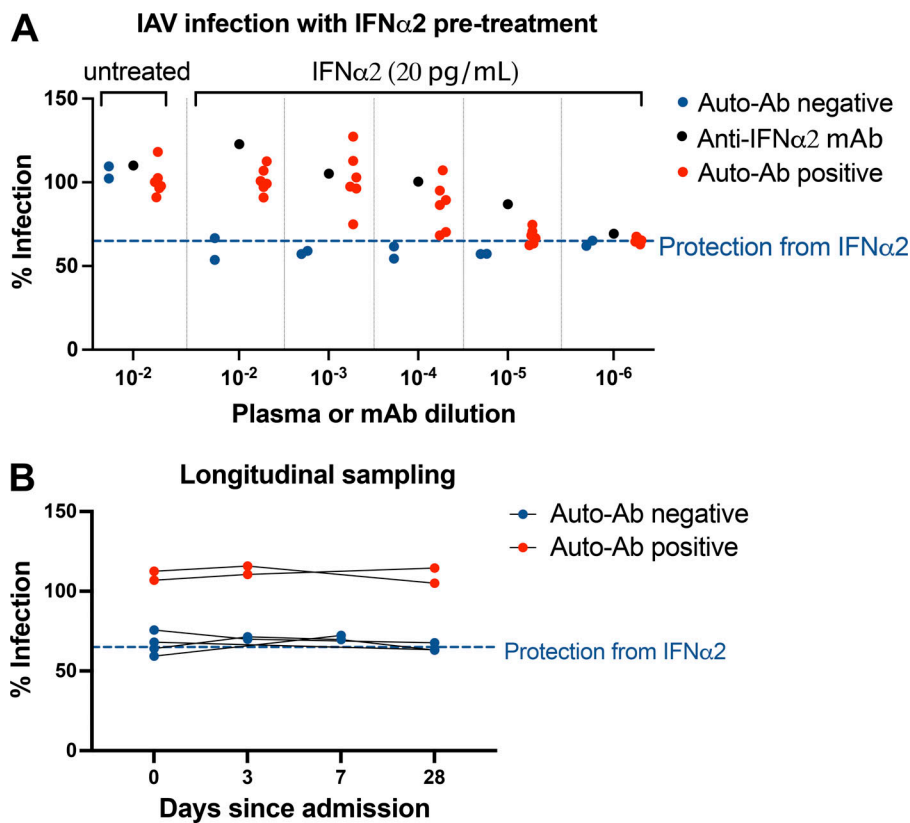 A
IAV infection with IFNα2 pre-treatment
untreated
IFNα2 (20 pg/mL)
150
100
50
0
% Infection
Auto-Ab negative
Anti-IFNα2 mAb
Auto-Ab positive
Protection from IFNα2
10-2 10-2 10-3 10-4 10-5 10-6
Plasma or mAb dilution
B
Longitudinal sampling
150
100
50
0
% Infection
Auto-Ab negative
Auto-Ab positive
Protection from IFNα2
0 3 7 28
Days since admission